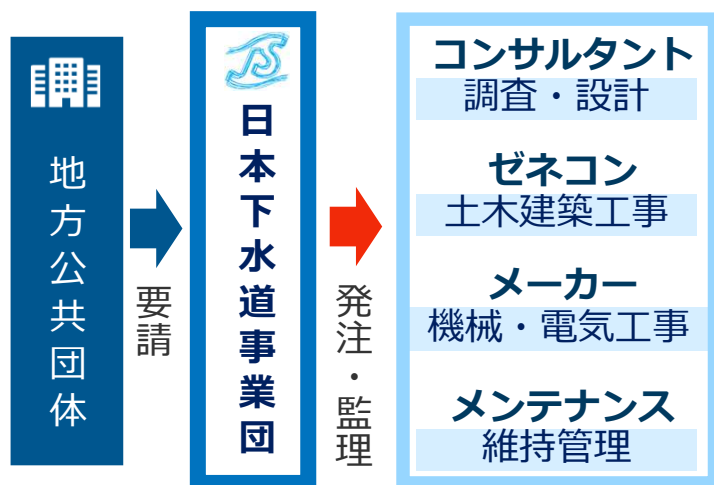 地方公共団体
要請
JS
日本下水道事業団
発注・監理
コンサルタント
調査・設計
ゼネコン
土木建築工事
メーカー
機械・電気工事
メンテナンス
維持管理